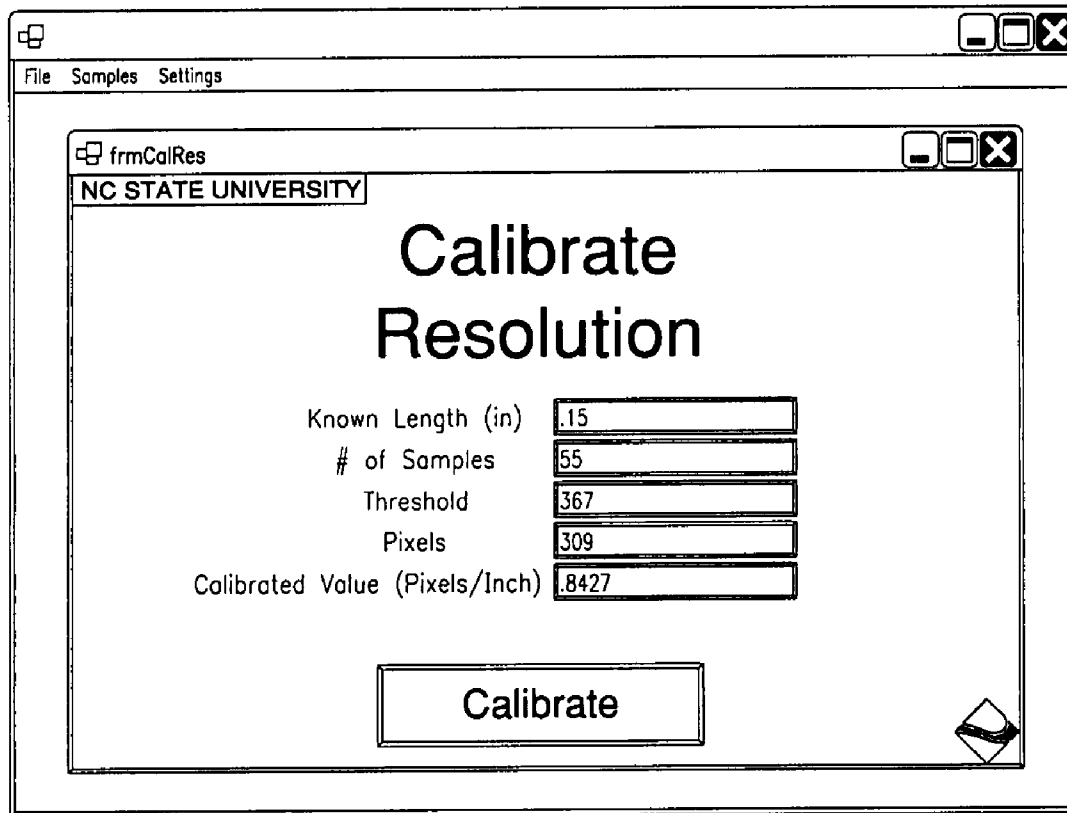 File Samples Settings
frmCalRes
NC STATE UNIVERSITY
Calibrate
Resolution
Known Length (in) .15
# of Samples 55
Threshold 367
Pixels 309
Calibrated Value (Pixels/Inch) .8427
Calibrate